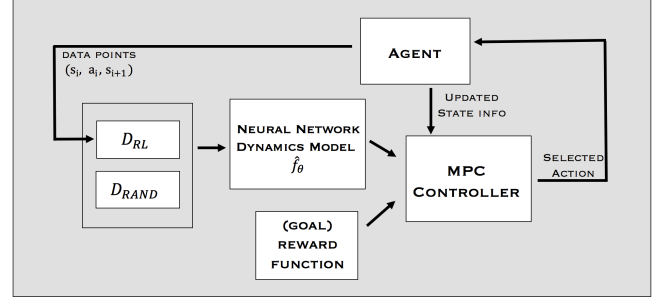 AGENT
DATA POINTS
(sᵢ, aᵢ, sᵢ₊₁)
UPDATED
STATE INFO
D_RL
D_RAND
NEURAL NETWORK
DYNAMICS MODEL
f̂_θ
MPC
CONTROLLER
SELECTED
ACTION
(GOAL)
REWARD
FUNCTION